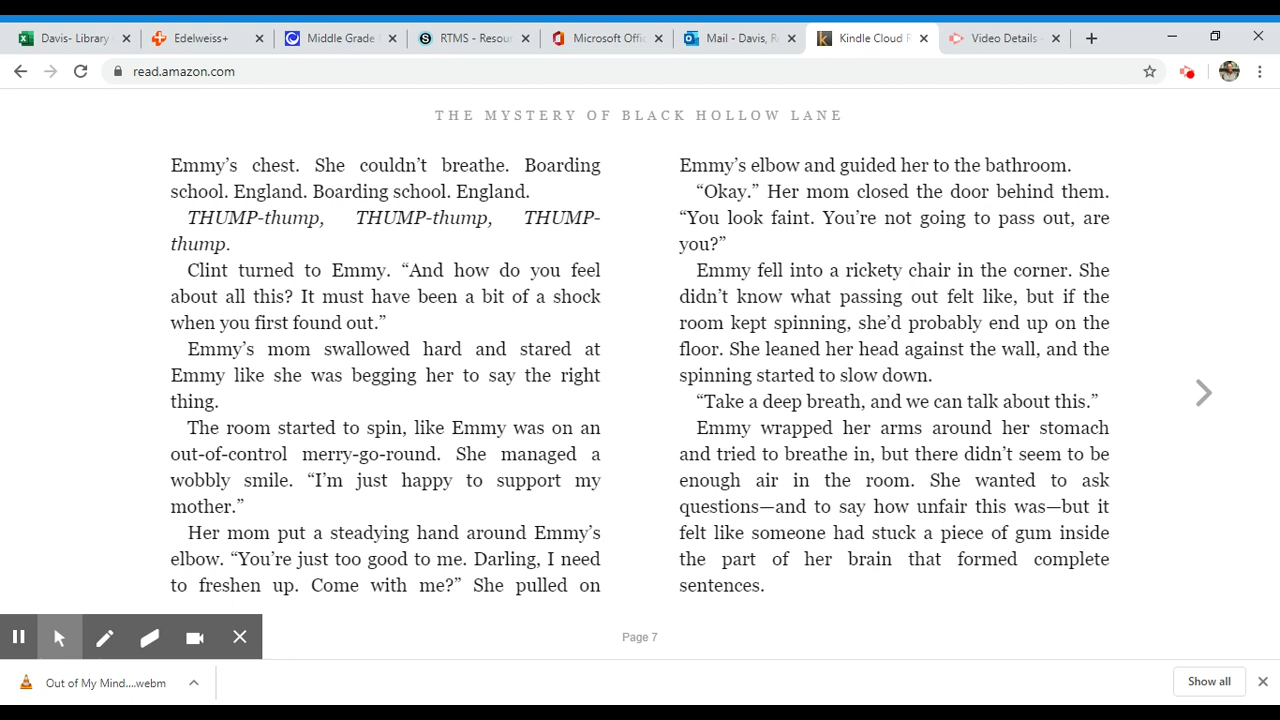 Davis- Library
Edelweiss+
Middle Grade
RTMS - Resou
Microsoft Offi
Mail - Davis, R
Kindle Cloud R
Video Details -
read.amazon.com
THE MYSTERY OF BLACK HOLLOW LANE
Emmy’s chest. She couldn’t breathe. Boarding
school. England. Boarding school. England.
THUMP-thump, THUMP-thump, THUMP-
thump.
Clint turned to Emmy. “And how do you feel
about all this? It must have been a bit of a shock
when you first found out.”
Emmy’s mom swallowed hard and stared at
Emmy like she was begging her to say the right
thing.
The room started to spin, like Emmy was on an
out-of-control merry-go-round. She managed a
wobbly smile. “I’m just happy to support my
mother.”
Her mom put a steadying hand around Emmy’s
elbow. “You’re just too good to me. Darling, I need
to freshen up. Come with me?” She pulled on
Emmy’s elbow and guided her to the bathroom.
“Okay.” Her mom closed the door behind them.
“You look faint. You’re not going to pass out, are
you?”
Emmy fell into a rickety chair in the corner. She
didn’t know what passing out felt like, but if the
room kept spinning, she’d probably end up on the
floor. She leaned her head against the wall, and the
spinning started to slow down.
“Take a deep breath, and we can talk about this.”
Emmy wrapped her arms around her stomach
and tried to breathe in, but there didn’t seem to be
enough air in the room. She wanted to ask
questions—and to say how unfair this was—but it
felt like someone had stuck a piece of gum inside
the part of her brain that formed complete
sentences.
Page 7
Out of My Mind....webm
Show all